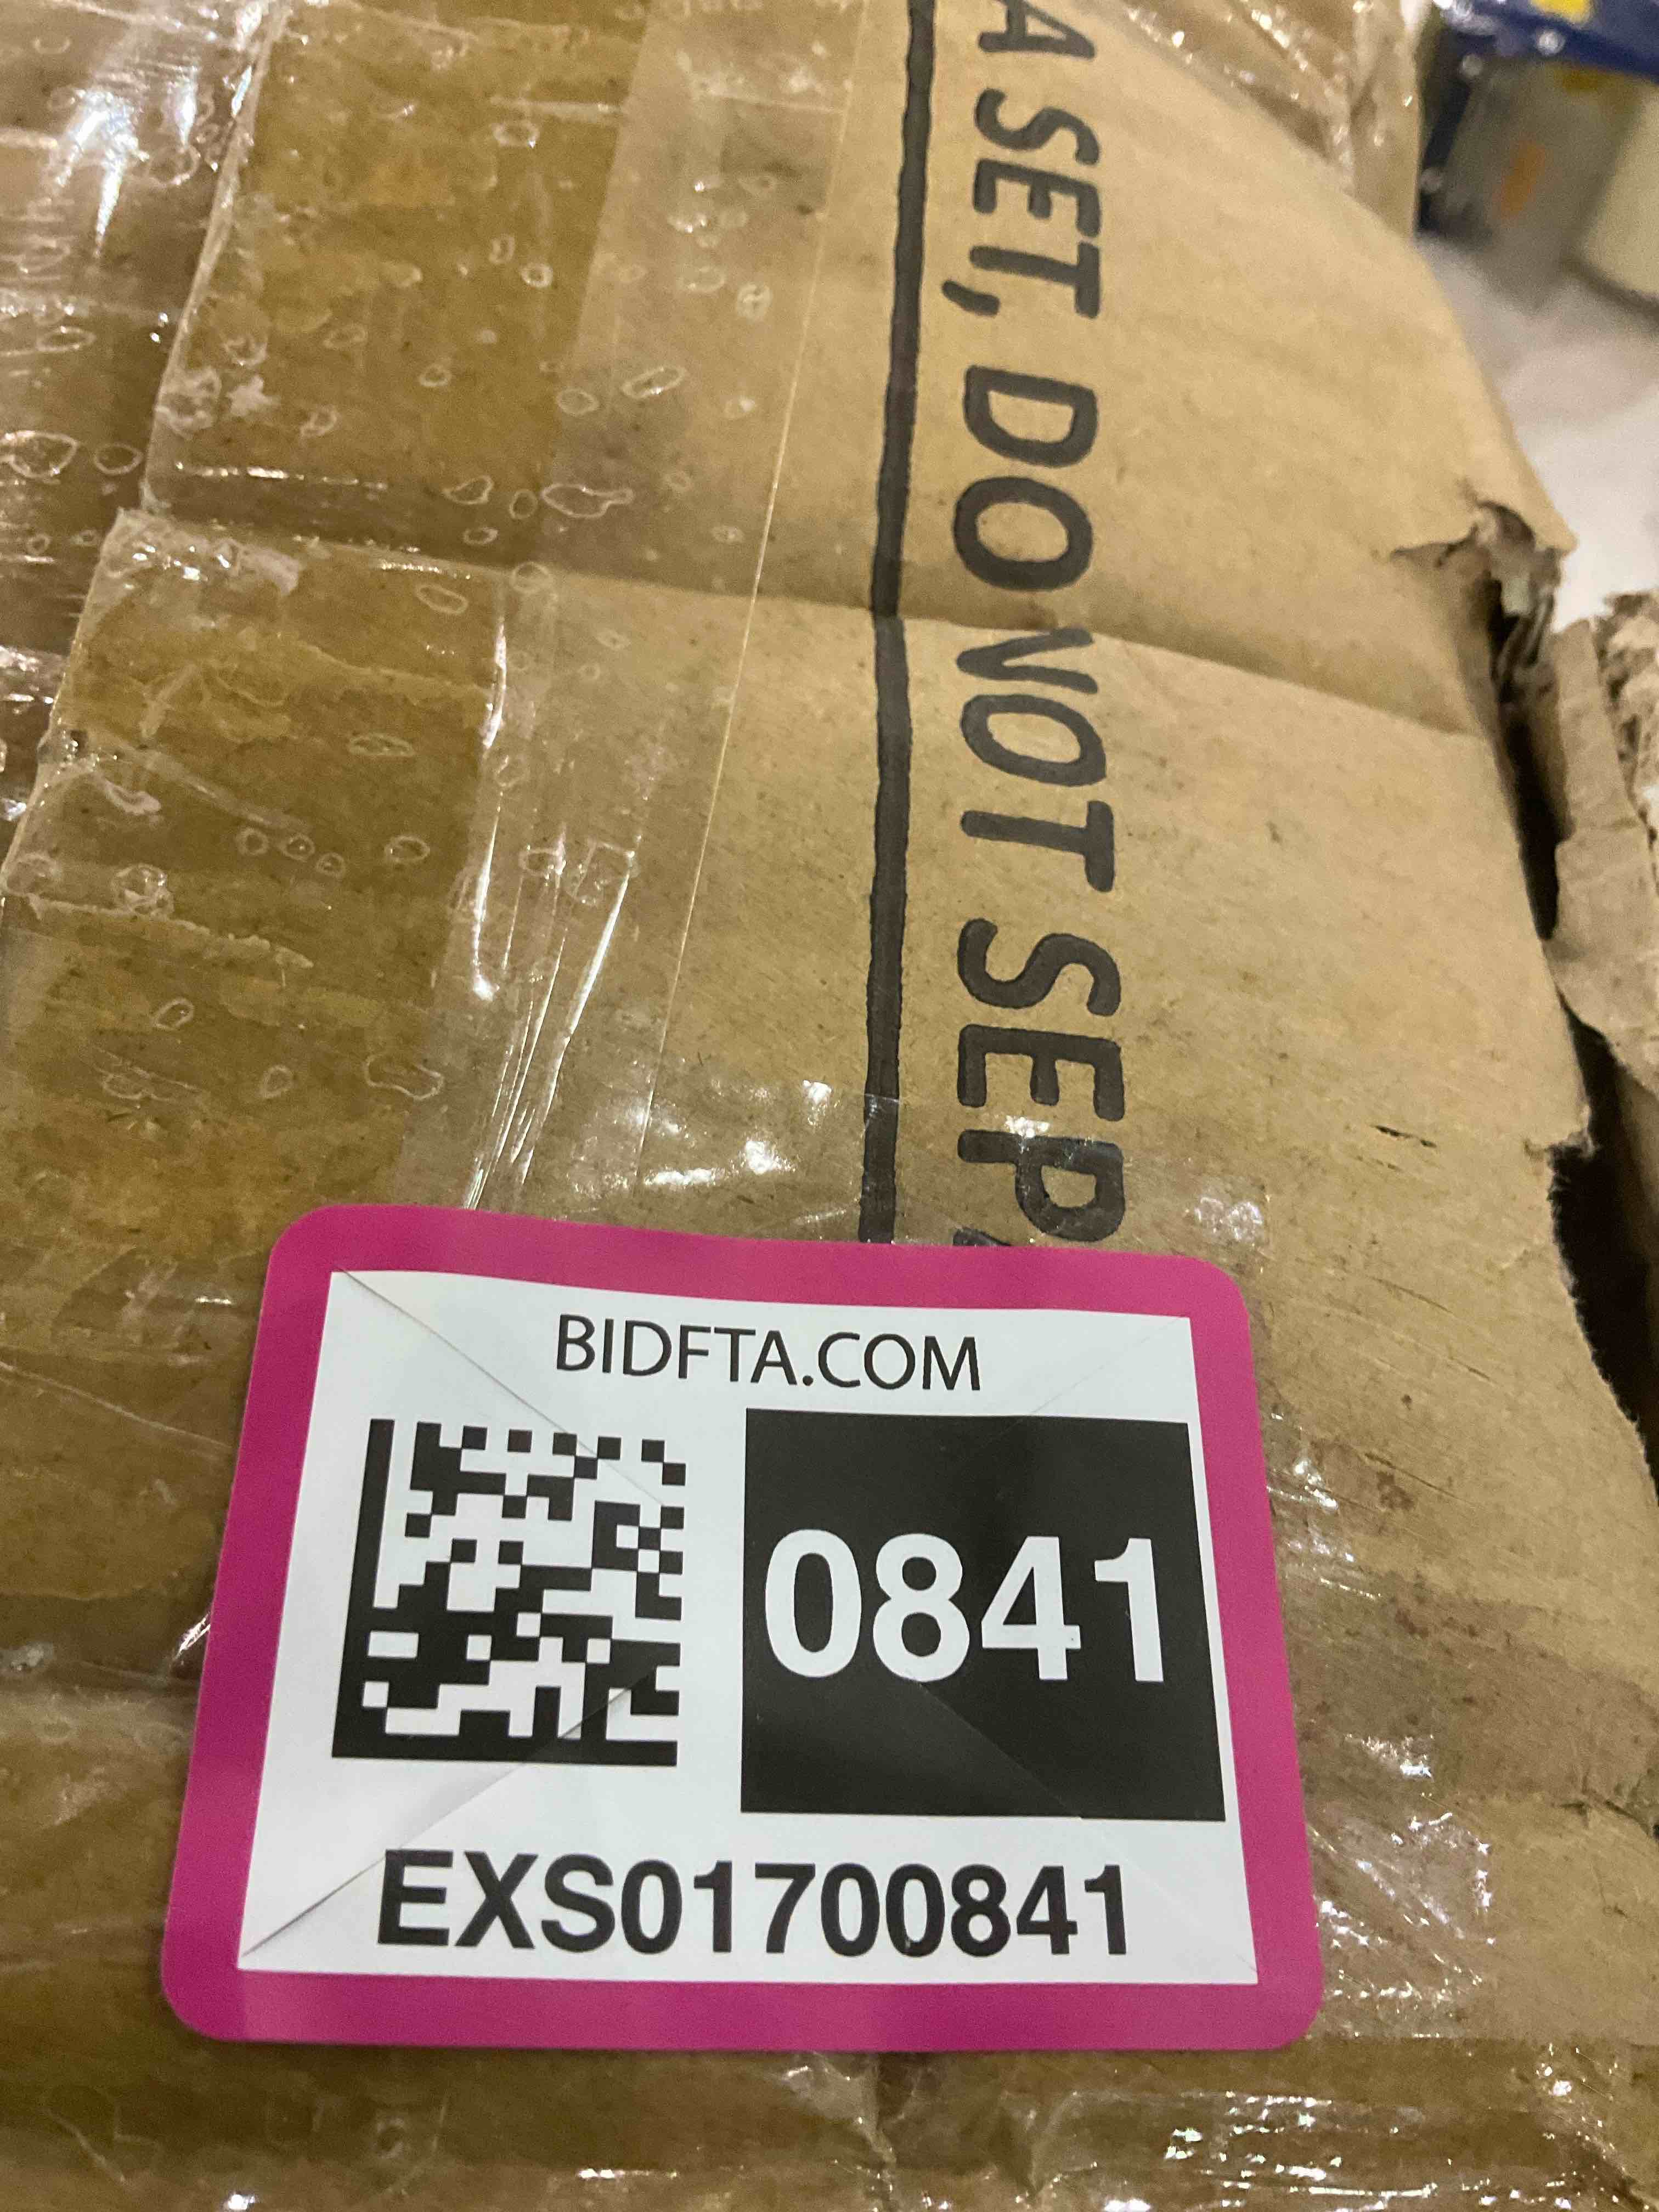 A SET, DO NOT SEP
BIDFTA.COM
0841
EXS01700841